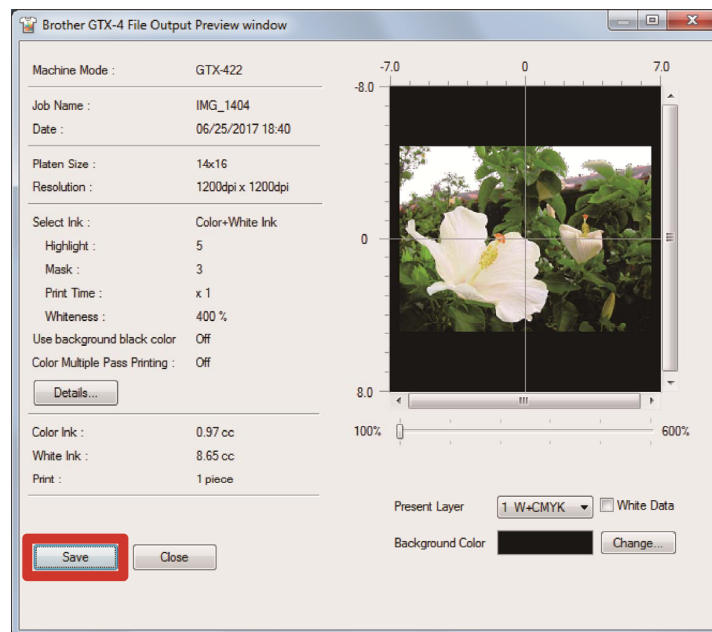 Brother GTX-4 File Output Preview window
Machine Mode : GTX-422
Job Name : IMG_1404
Date : 06/25/2017 18:40
Platen Size : 14x16
Resolution : 1200dpi x 1200dpi
Select Ink : Color+White Ink
Highlight : 5
Mask : 3
Print Time : x 1
Whiteness : 400 %
Use background black color Off
Color Multiple Pass Printing : Off
Details...
Color Ink : 0.97 cc
White Ink : 8.65 cc
Print : 1 piece
Save Close
-7.0 0 7.0
-8.0
0
8.0
100% 600%
Present Layer 1 W+CMYK White Data
Background Color Change...